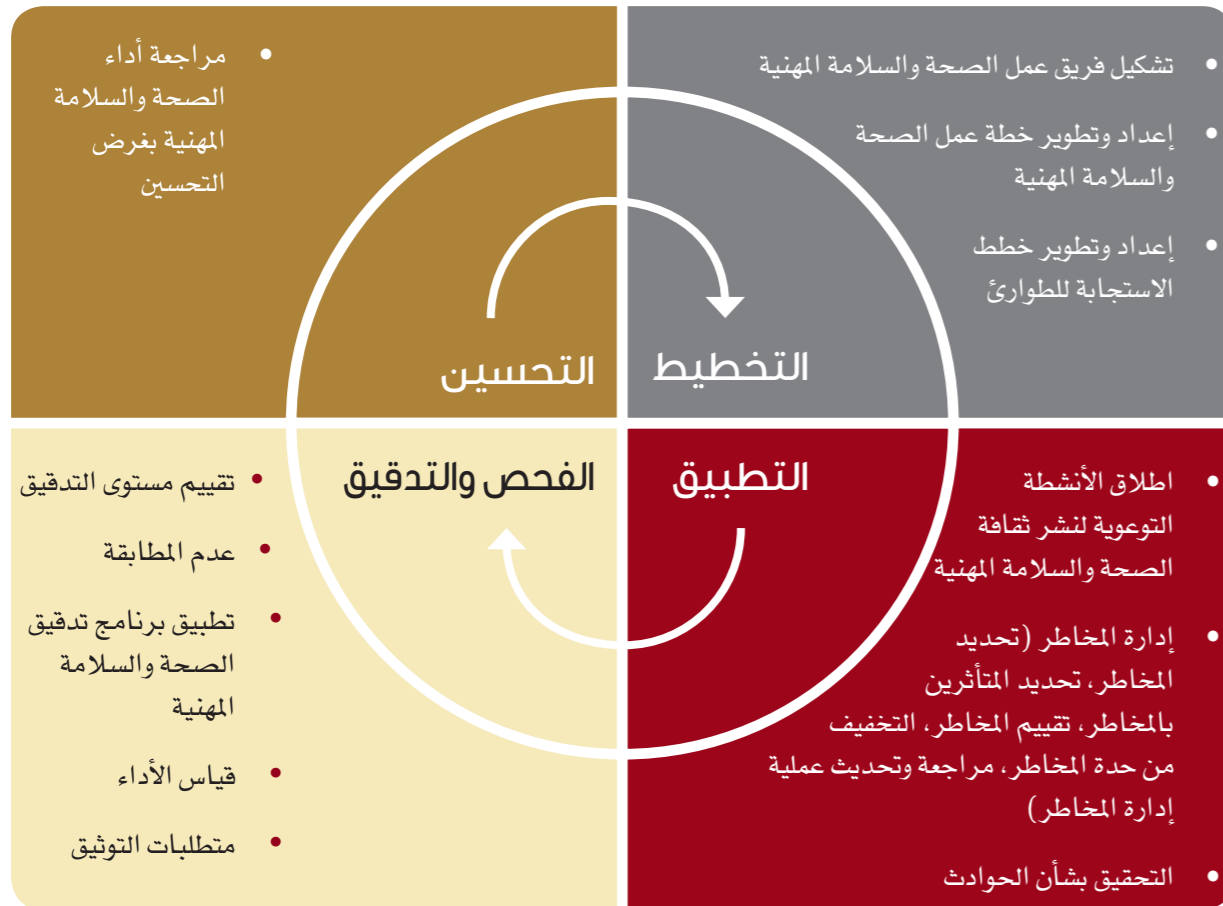 تشكيل فريق عمل الصحة والسلامة المهنية
إعداد وتطوير خطة عمل الصحة
والسلامة المهنية
إعداد وتطوير خطط
الاستجابة للطوارئ
التخطيط
مراجعة أداء
الصحة والسلامة
المهنية بغرض
التحسين
التحسين
التطبيق
اطلاق الأنشطة
التوعوية لنشر ثقافة
الصحة والسلامة المهنية
إدارة المخاطر (تحديد
المخاطر، تحديد المتأثرين
بالمخاطر، تقييم المخاطر، التخفيف
من حدة المخاطر، مراجعة وتحديث عملية
إدارة المخاطر)
التحقيق بشأن الحوادث
الفحص والتدقيق
تقييم مستوى التدقيق
عدم المطابقة
تطبيق برنامج تدقيق
الصحة والسلامة
المهنية
قياس الأداء
متطلبات التوثيق